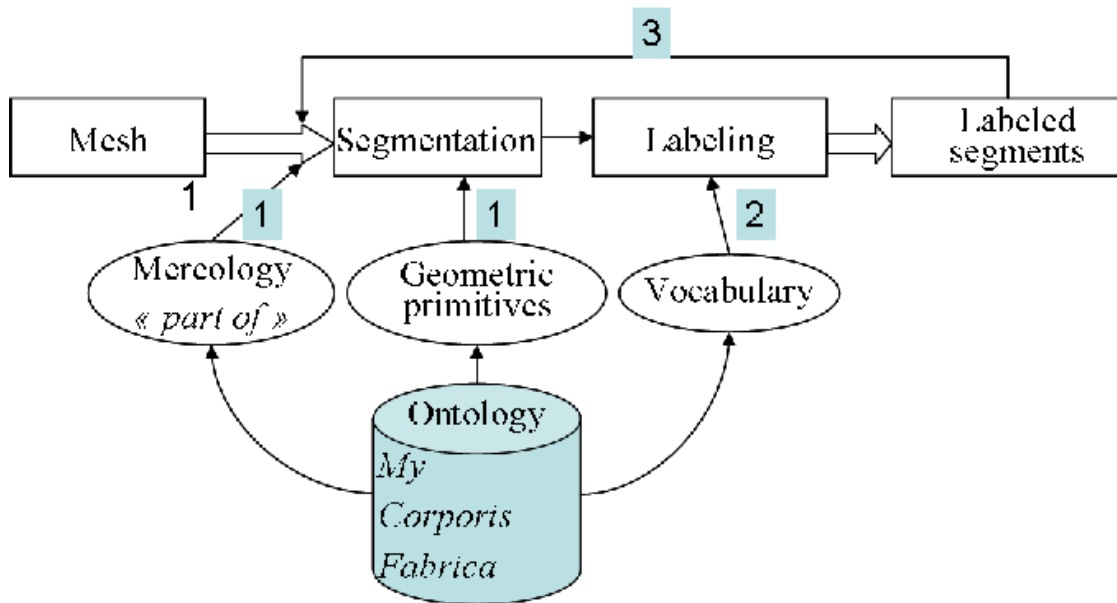 3
Mesh
Segmentation
Labeling
Labeled
segments
1
1
1
2
Mereology
« part of »
Geometric
primitives
Vocabulary
Ontology
My
Corporis
Fabrica